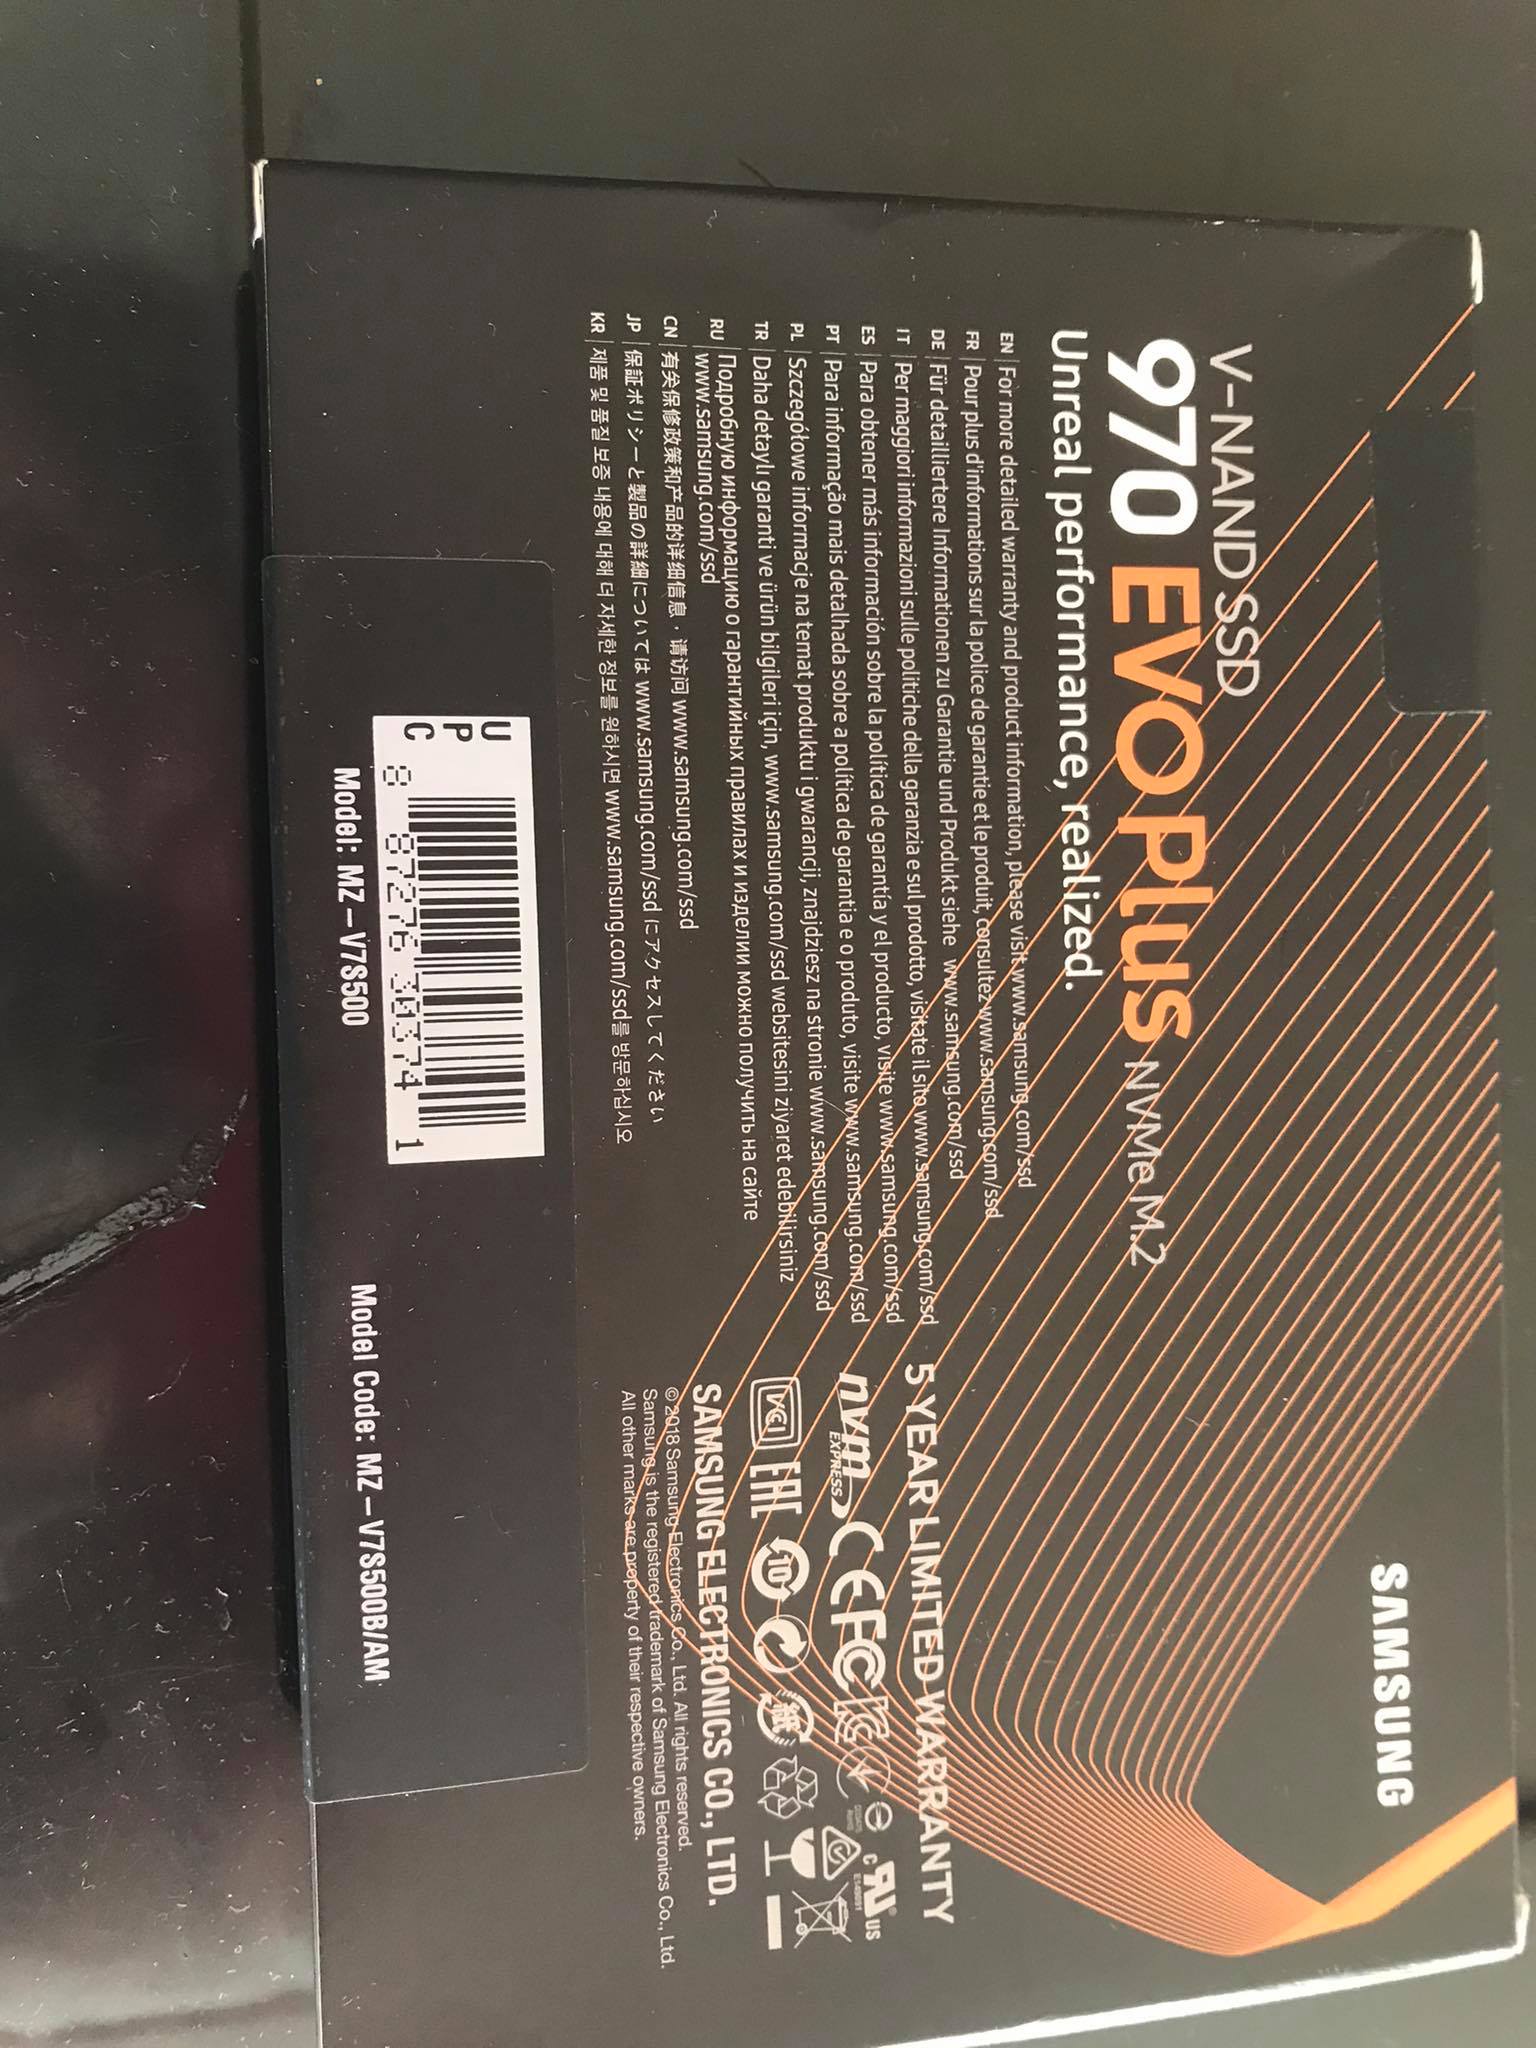 SAMSUNG
V-NAND SSD
970 EVO Plus NVMe M.2
Unreal performance, realized.
EN | For more detailed warranty and product information, please visit www.samsung.com/ssd
FR | Pour plus d'informations sur la police de garantie et le produit, consultez www.samsung.com/ssd
DE | Für detailliertere Informationen zu Garantie und Produkt siehe www.samsung.com/ssd
IT | Per maggiori informazioni sulle politiche della garanzia e sul prodotto, visitate il sito www.samsung.com/ssd
ES | Para obtener más información sobre la política de garantía y el producto, visite www.samsung.com/ssd
PT | Para informação mais detalhada sobre a política de garantia e o produto, visite www.samsung.com/ssd
PL | Szczegółowe informacje na temat produktu i gwarancji, znajdziesz na stronie www.samsung.com/ssd
TR | Daha detaylı garanti ve ürün bilgileri için, www.samsung.com/ssd websitesini ziyaret edebilirsiniz
RU | Подробную информацию о гарантийных правилах и изделии можно получить на сайте
www.samsung.com/ssd
CN | 有关保修政策和产品的详细信息，请访问 www.samsung.com/ssd
JP | 保証ポリシーと製品の詳細については www.samsung.com/ssd にアクセスしてください
KR | 제품 및 품질 보증 내용에 대해 더 자세한 정보를 원하시면 www.samsung.com/ssd를 방문하십시오
5 YEAR LIMITED WARRANTY
nvm EXPRESS CE FC C UL US
VCI EAC 10 紙
SAMSUNG ELECTRONICS CO., LTD.
©2018 Samsung Electronics Co., Ltd. All rights reserved.
Samsung is the registered trademark of Samsung Electronics Co., Ltd.
All other marks are property of their respective owners.
UPC
8 87276 30374 1
Model: MZ-V7S500
Model Code: MZ-V7S500B/AM